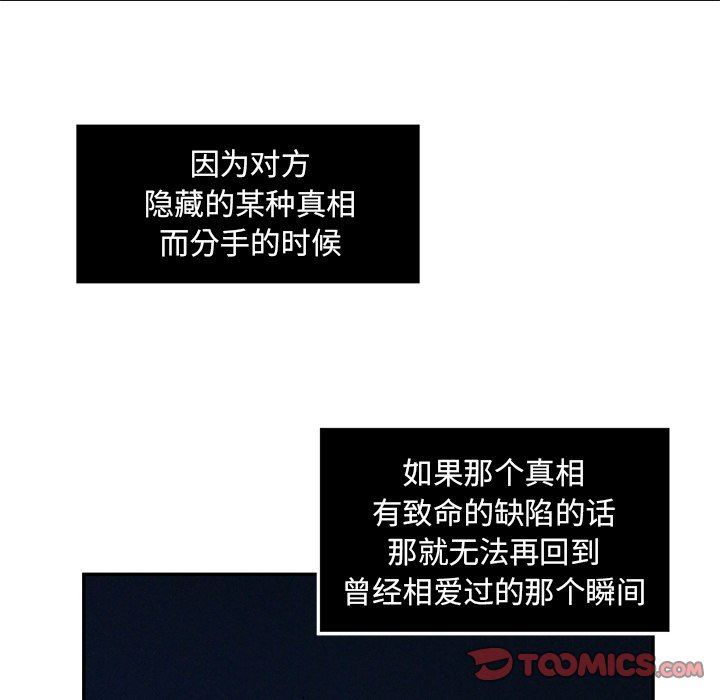 因为对方
隐藏的某种真相
而分手的时候
如果那个真相
有致命的缺陷的话
那就无法再回到
曾经相爱过的那个瞬间
TOOMICS.com